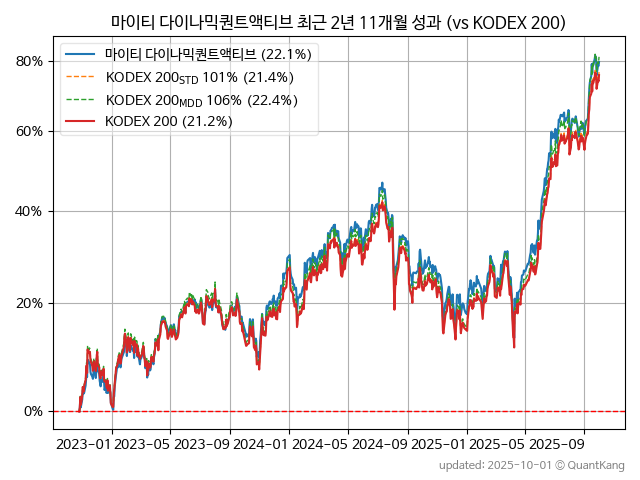 마이티 다이나믹퀀트액티브 최근 2년 11개월 성과 (vs KODEX 200)
마이티 다이나믹퀀트액티브 (22.1%)
KODEX 200STD 101% (21.4%)
KODEX 200MDD 106% (22.4%)
KODEX 200 (21.2%)
80%
60%
40%
20%
0%
2023-01 2023-05 2023-09 2024-01 2024-05 2024-09 2025-01 2025-05 2025-09
updated: 2025-10-01 © QuantKang